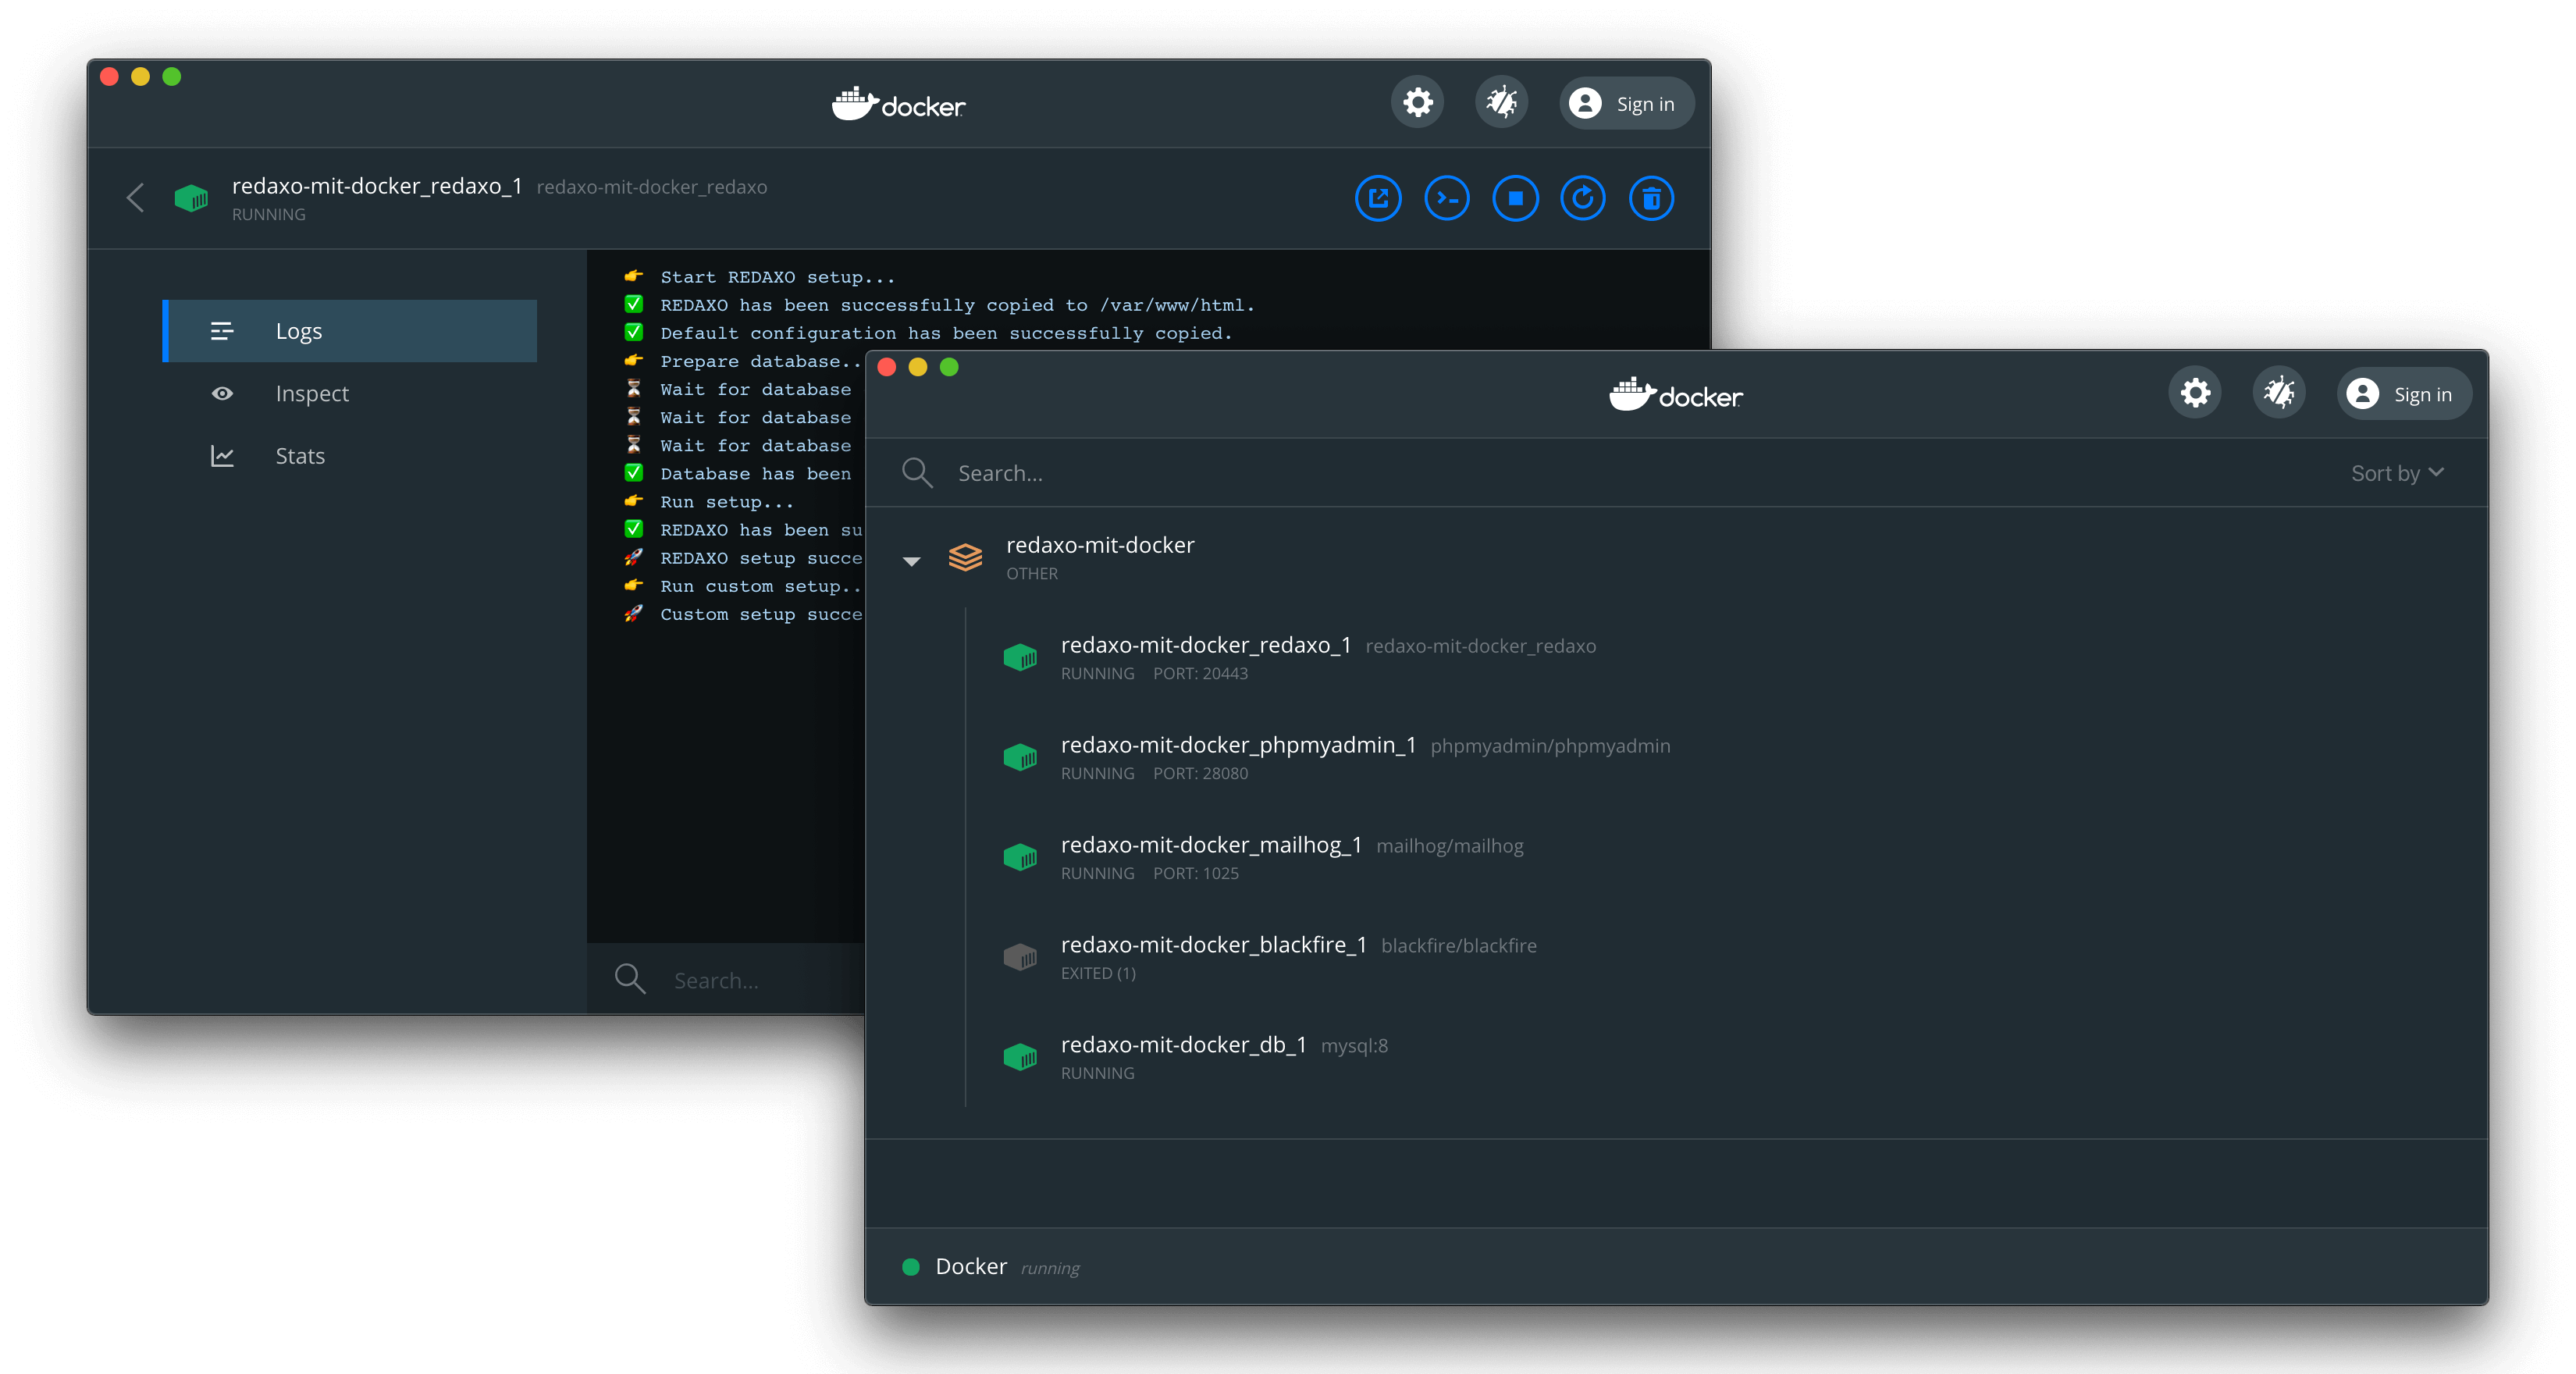 docker
Sign in
redaxo-mit-docker_redaxo_1 redaxo-mit-docker_redaxo
RUNNING
Logs
Inspect
Stats
Start REDAXO setup...
REDAXO has been successfully copied to /var/www/html.
Default configuration has been successfully copied.
Prepare database..
Wait for database
Wait for database
Wait for database
Database has been
Run setup...
REDAXO has been su
REDAXO setup succe
Run custom setup..
Custom setup succe
Search...
docker
Sign in
Search...
Sort by
redaxo-mit-docker
OTHER
redaxo-mit-docker_redaxo_1 redaxo-mit-docker_redaxo
RUNNING PORT: 20443
redaxo-mit-docker_phpmyadmin_1 phpmyadmin/phpmyadmin
RUNNING PORT: 28080
redaxo-mit-docker_mailhog_1 mailhog/mailhog
RUNNING PORT: 1025
redaxo-mit-docker_blackfire_1 blackfire/blackfire
EXITED (1)
redaxo-mit-docker_db_1 mysql:8
RUNNING
Docker running